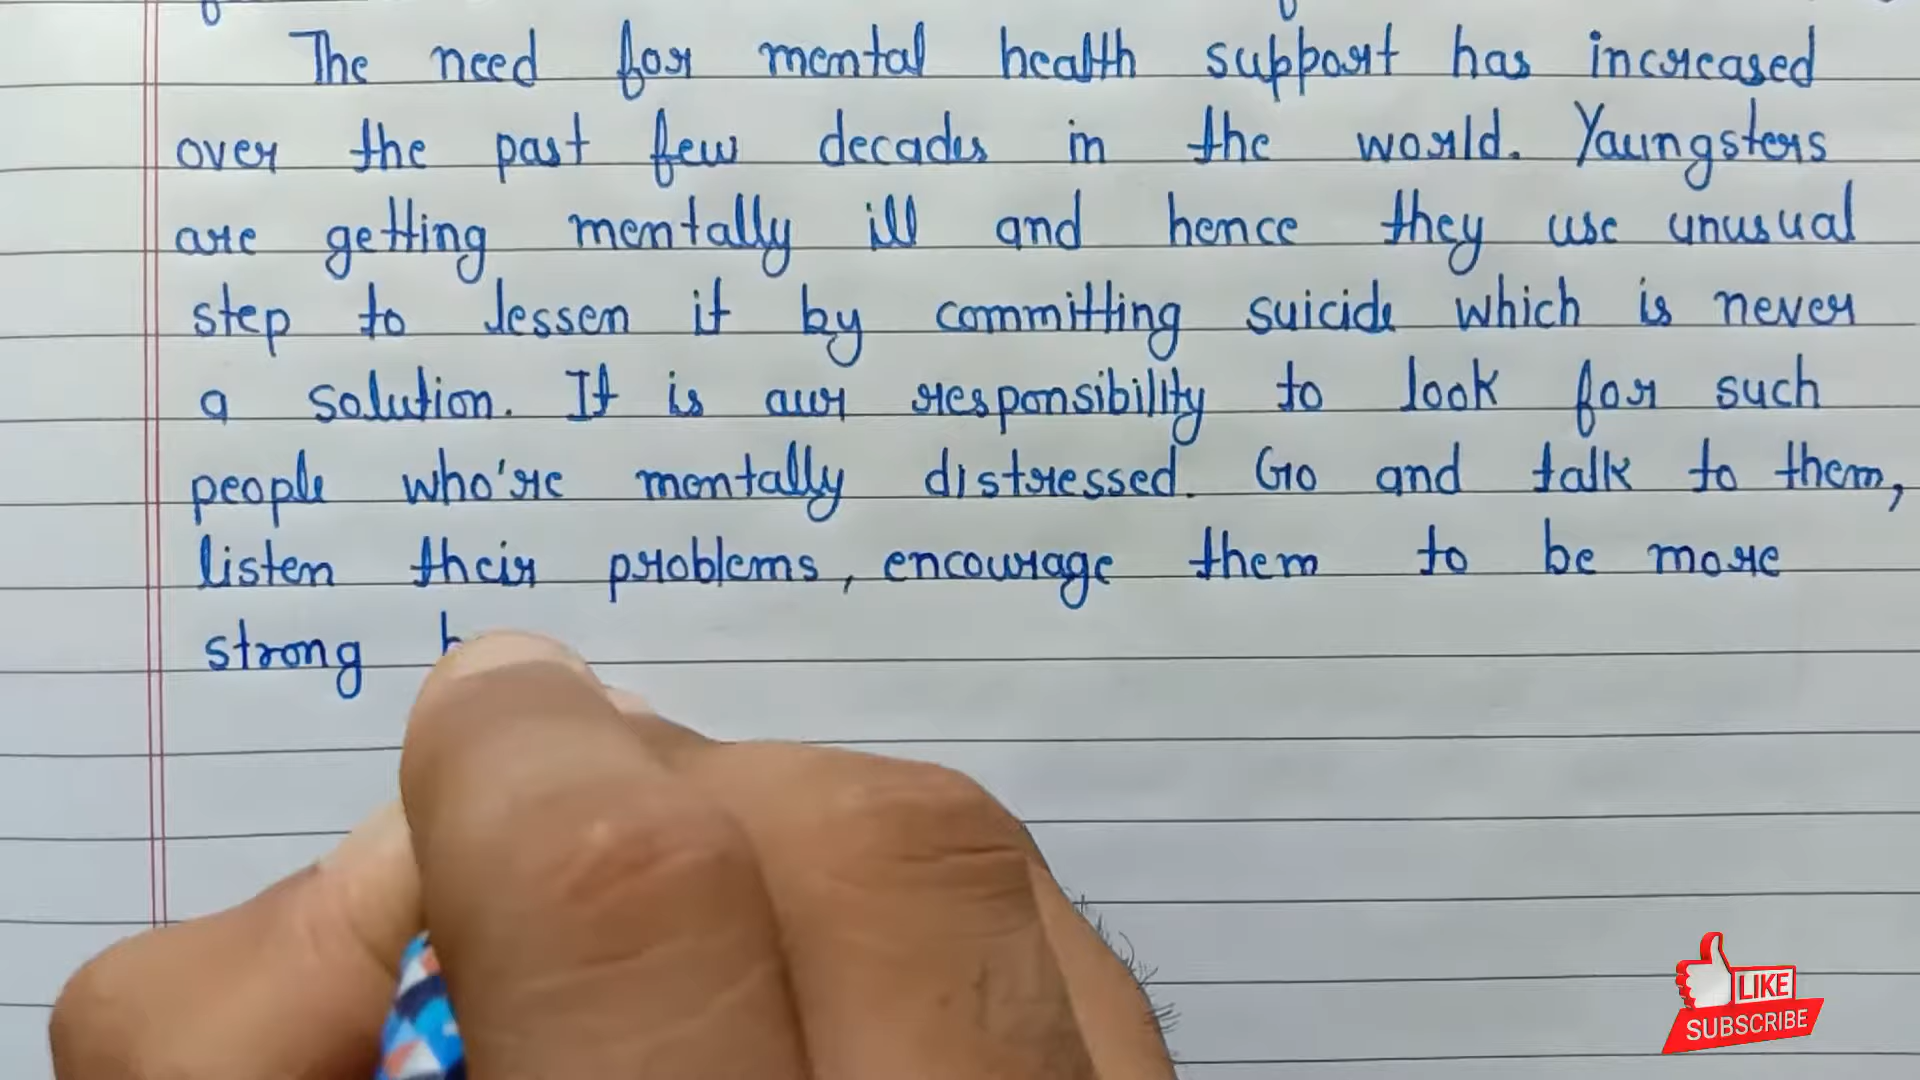 The need for mental health support has increased
over the past few decades in the world. Youngsters
are getting mentally ill and hence they use unusual
step to lessen it by committing suicide which is never
a solution. It is our responsibility to look for such
people who're mentally distressed. Go and talk to them,
listen their problems, encourage them to be more
strong
LIKE
SUBSCRIBE